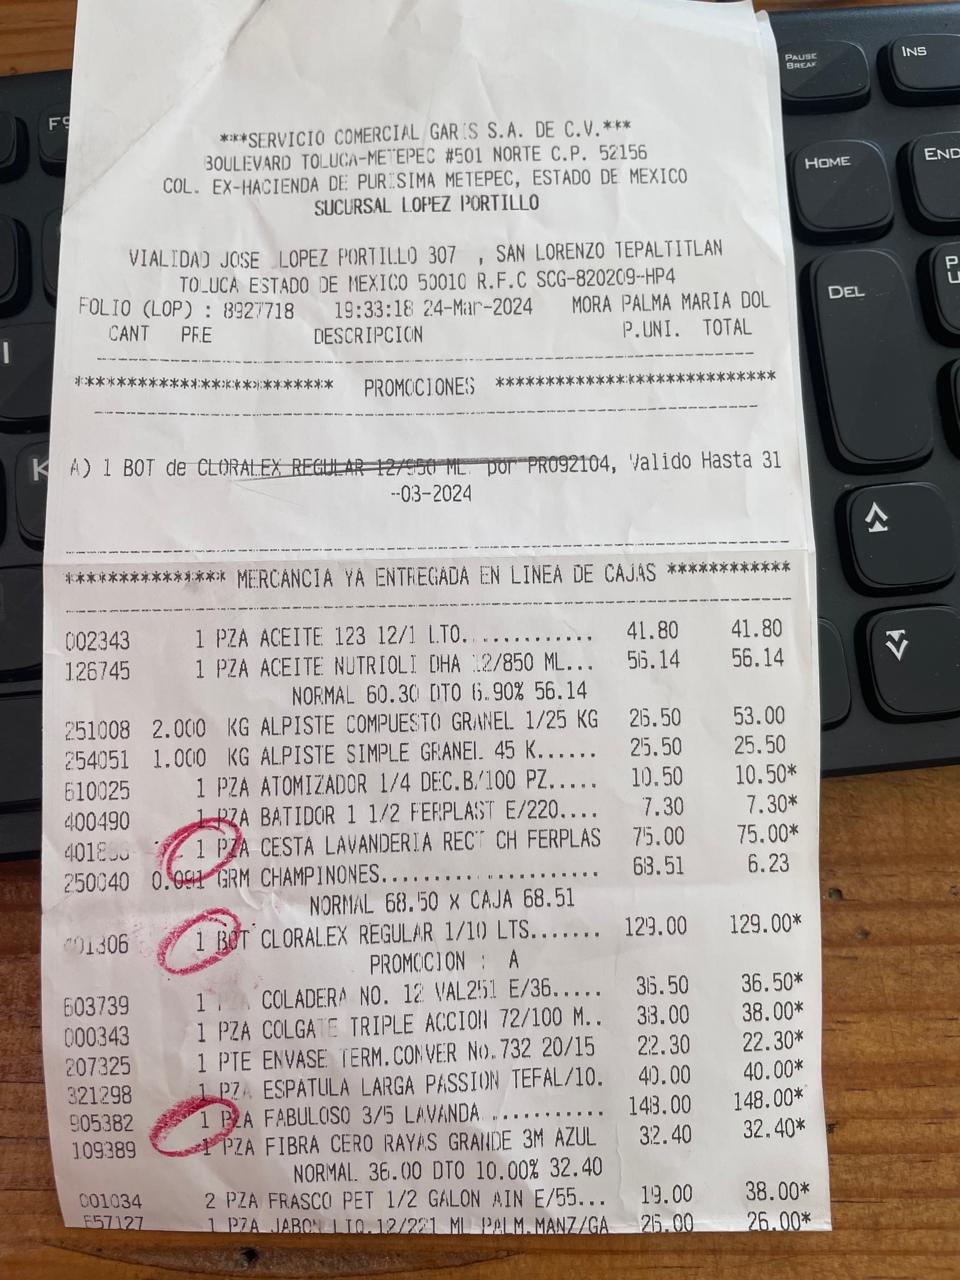 ***SERVICIO COMERCIAL GARIS S.A. DE C.V.***
BOULEVARD TOLUCA-METEPEC #501 NORTE C.P. 52156
COL. EX-HACIENDA DE PURISIMA METEPEC, ESTADO DE MEXICO
SUCURSAL LOPEZ PORTILLO
VIALIDAD JOSE LOPEZ PORTILLO 307 , SAN LORENZO TEPALTITLAN
TOLUCA ESTADO DE MEXICO 50010 R.F.C SCG-820209-HP4
FOLIO (LOP) : 8927718 19:33:18 24-Mar-2024 MORA PALMA MARIA DOL
CANT PRE DESCRIPCION P.UNI. TOTAL
************************ PROMOCIONES **************************
A) 1 BOT de CLORALEX REGULAR 12/950 ML. por PRO92104, Valido Hasta 31
-03-2024
*************** MERCANCIA YA ENTREGADA EN LINEA DE CAJAS ************
002343 1 PZA ACEITE 123 12/1 LTO............. 41.80 41.80
126745 1 PZA ACEITE NUTRIOLI DHA 12/850 ML... 56.14 56.14
NORMAL 60.30 DTO 6.90% 56.14
251008 2.000 KG ALPISTE COMPUESTO GRANEL 1/25 KG 26.50 53.00
254051 1.000 KG ALPISTE SIMPLE GRANEL 45 K...... 25.50 25.50
610025 1 PZA ATOMIZADOR 1/4 DEC.B/100 PZ..... 10.50 10.50*
400490 1 PZA BATIDOR 1 1/2 FERPLAST E/220.... 7.30 7.30*
1 PZA CESTA LAVANDERIA RECT CH FERPLAS 75.00 75.00*
250040 0.091 GRM CHAMPINONES.................... 68.51 6.23
NORMAL 68.50 X CAJA 68.51
1 BOT CLORALEX REGULAR 1/10 LTS....... 129.00 129.00*
PROMOCION : A
603739 1 COLADERA NO. 12 VAL251 E/36..... 36.50 36.50*
000343 1 PZA COLGATE TRIPLE ACCION 72/100 M.. 38.00 38.00*
207325 1 PTE ENVASE TERM.CONVER No.732 20/15 22.30 22.30*
321298 1 PZA ESPATULA LARGA PASSION TEFAL/10. 40.00 40.00*
905382 1 PZA FABULOSO 3/5 LAVANDA ........... 148.00 148.00*
109389 1 PZA FIBRA CERO RAYAS GRANDE 3M AZUL 32.40 32.40*
NORMAL 36.00 DTO 10.00% 32.40
001034 2 PZA FRASCO PET 1/2 GALON AIN E/55... 19.00 38.00*
657127 1 PZA JABON LIQ.12/221 ML PALM.MANZ/GA 26.00 26.00*
PAUSE
BREAK
INS
HOME
END
DEL